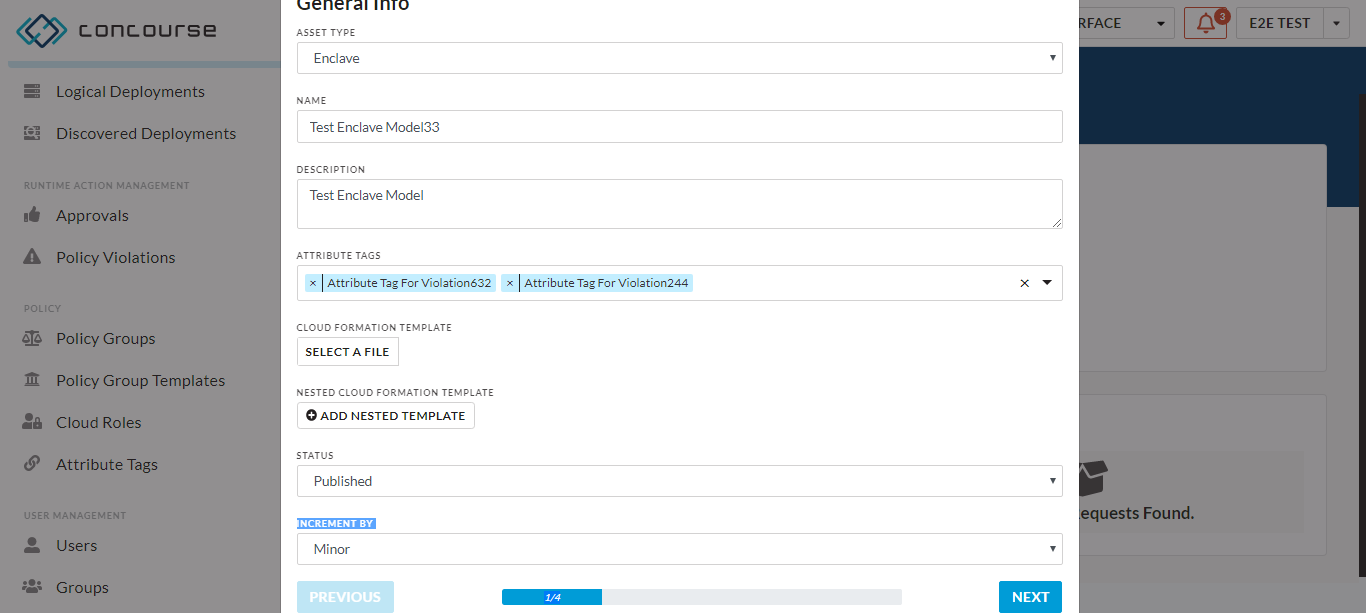 concourse
Logical Deployments
Discovered Deployments
RUNTIME ACTION MANAGEMENT
Approvals
Policy Violations
POLICY
Policy Groups
Policy Group Templates
Cloud Roles
Attribute Tags
USER MANAGEMENT
Users
Groups
General Info
ASSET TYPE
Enclave
NAME
Test Enclave Model33
DESCRIPTION
Test Enclave Model
ATTRIBUTE TAGS
× Attribute Tag For Violation632 × Attribute Tag For Violation244 ×
CLOUD FORMATION TEMPLATE
SELECT A FILE
NESTED CLOUD FORMATION TEMPLATE
ADD NESTED TEMPLATE
STATUS
Published
INCREMENT BY
Minor
PREVIOUS 1/4 NEXT
RFACE 3 E2E TEST
equests Found.